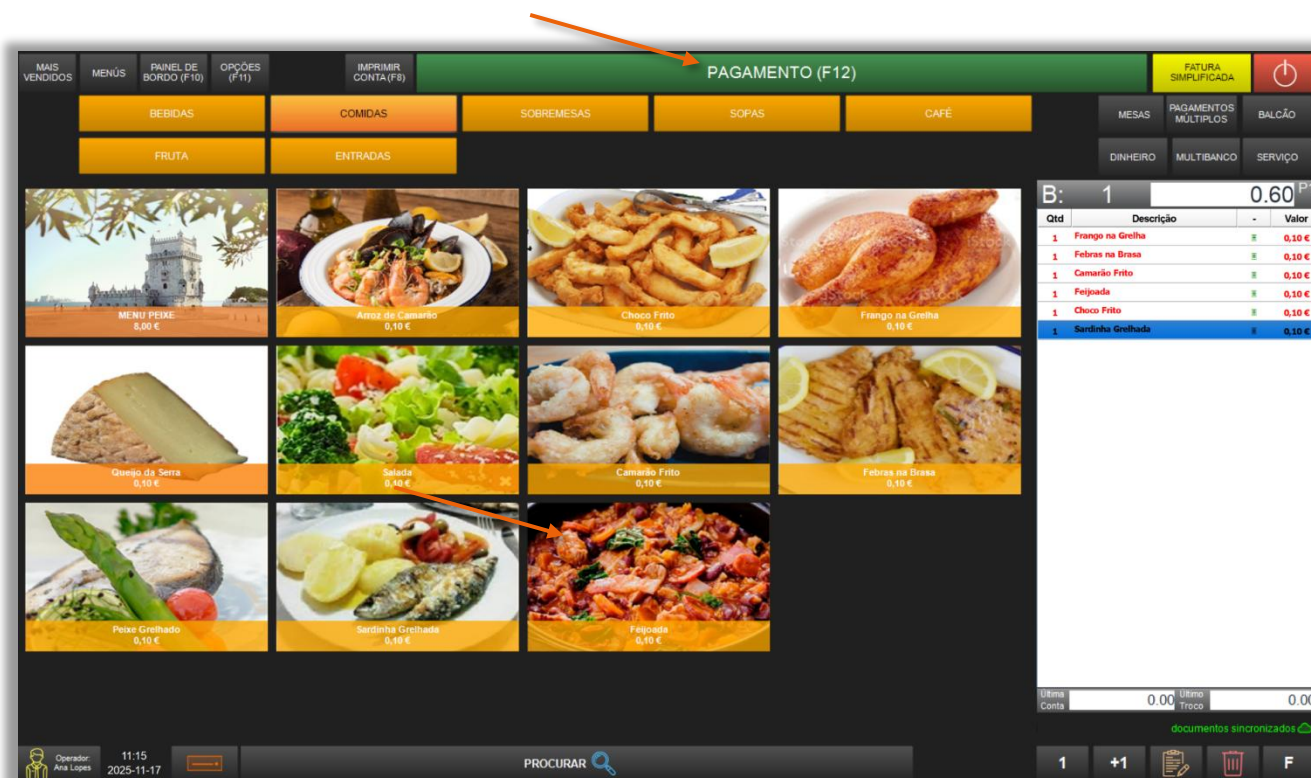 MAIS
VENDIDOS
MENÚS
PAINEL DE
BORDO (F10)
OPÇÕES
(F11)
IMPRIMIR
CONTA (F8)
PAGAMENTO (F12)
FATURA
SIMPLIFICADA
BEBIDAS
COMIDAS
SOBREMESAS
SOPAS
CAFÉ
MESAS
PAGAMENTOS
MÚLTIPLOS
BALCÃO
FRUTA
ENTRADAS
DINHEIRO
MULTIBANCO
SERVIÇO
B: 1 0.60
Qtd Descrição - Valor
1 Frango na Grelha 0,10 €
1 Febras na Brasa 0,10 €
1 Camarão Frito 0,10 €
1 Feijoada 0,10 €
1 Choco Frito 0,10 €
1 Sardinha Grelhada 0,10 €
MENU PEIXE
8,00 €
Arroz de Camarão
0,10 €
Choco Frito
0,10 €
Frango na Grelha
0,10 €
Queijo da Serra
0,10 €
Salada
0,10 €
Camarão Frito
0,10 €
Febras na Brasa
0,10 €
Peixe Grelhado
0,10 €
Sardinha Grelhada
0,10 €
Feijoada
0,10 €
Última
Conta
0.00
Último
Troco
0.00
documentos sincronizados
Operador:
Ana Lopes
11:15
2025-11-17
PROCURAR
1
+1
F